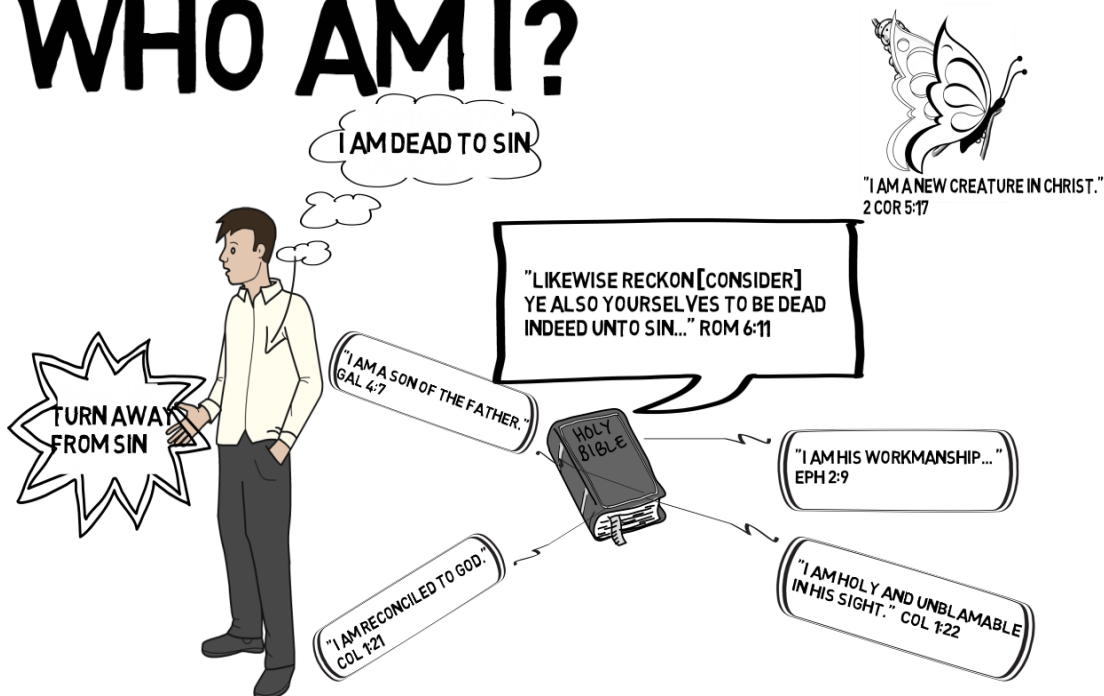 WHO AM I?
I AM DEAD TO SIN
"I AM A NEW CREATURE IN CHRIST."
2 COR 5:17
"LIKEWISE RECKON [CONSIDER]
YE ALSO YOURSELVES TO BE DEAD
INDEED UNTO SIN..." ROM 6:11
TURN AWAY
FROM SIN
"I AM A SON OF THE FATHER."
GAL 4:7
HOLY
BIBLE
"I AM HIS WORKMANSHIP..."
EPH 2:9
"I AM RECONCILED TO GOD."
COL 1:21
"I AM HOLY AND UNBLAMABLE
IN HIS SIGHT." COL 1:22